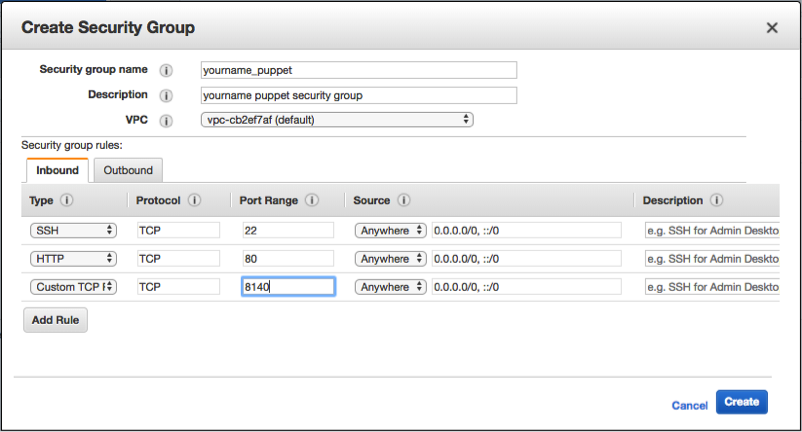 Create Security Group
Security group name yourname_puppet
Description yourname puppet security group
VPC vpc-cb2ef7af (default)
Security group rules:
Inbound Outbound
Type Protocol Port Range Source Description
SSH TCP 22 Anywhere 0.0.0.0/0, ::/0 e.g. SSH for Admin Deskto
HTTP TCP 80 Anywhere 0.0.0.0/0, ::/0 e.g. SSH for Admin Deskto
Custom TCP TCP 8140 Anywhere 0.0.0.0/0, ::/0 e.g. SSH for Admin Deskto
Add Rule
Cancel Create